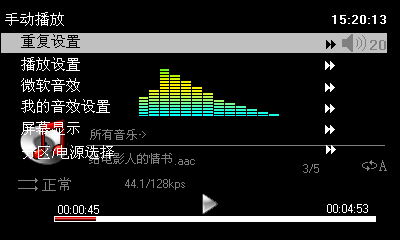 手动播放 15:20:13
重复设置 20
播放设置
微软音效
我的音效设置
屏幕显示 所有音乐->
分区/电源选择
给电影人的情书.aac
3/5 A
正常 44.1/128kps
00:00:45 00:04:53